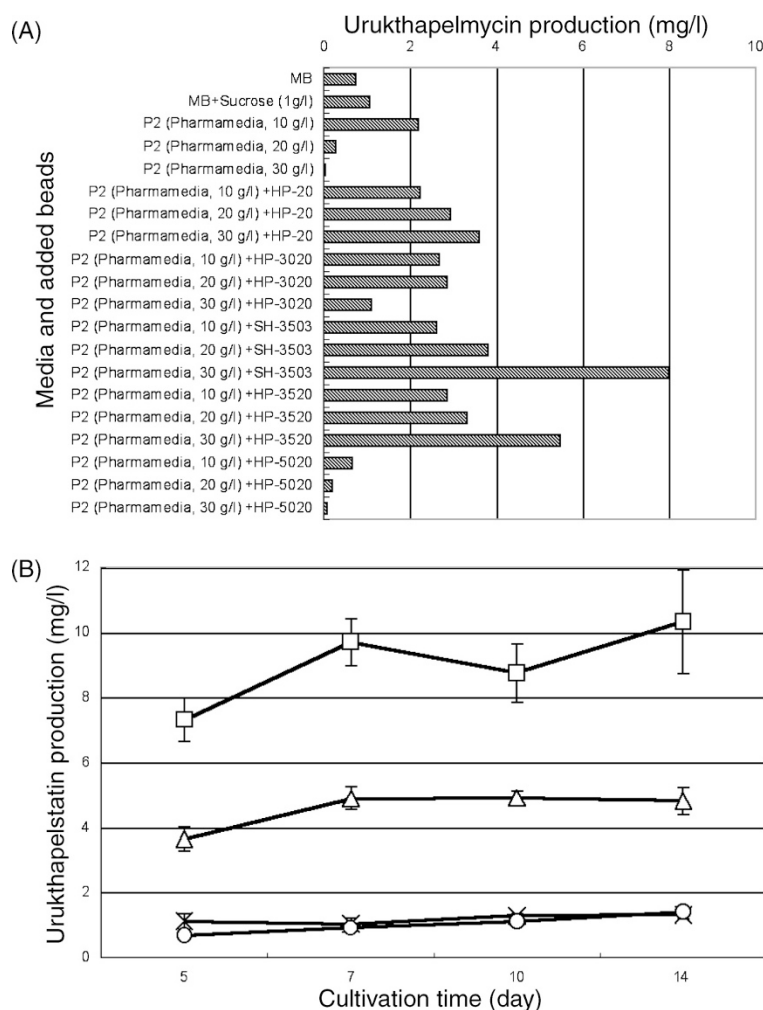 (A)
Urukthapelmycin production (mg/l)
0 2 4 6 8 10
Media and added beads
MB
MB+Sucrose (1g/l)
P2 (Pharmamedia, 10 g/l)
P2 (Pharmamedia, 20 g/l)
P2 (Pharmamedia, 30 g/l)
P2 (Pharmamedia, 10 g/l) +HP-20
P2 (Pharmamedia, 20 g/l) +HP-20
P2 (Pharmamedia, 30 g/l) +HP-20
P2 (Pharmamedia, 10 g/l) +HP-3020
P2 (Pharmamedia, 20 g/l) +HP-3020
P2 (Pharmamedia, 30 g/l) +HP-3020
P2 (Pharmamedia, 10 g/l) +SH-3503
P2 (Pharmamedia, 20 g/l) +SH-3503
P2 (Pharmamedia, 30 g/l) +SH-3503
P2 (Pharmamedia, 10 g/l) +HP-3520
P2 (Pharmamedia, 20 g/l) +HP-3520
P2 (Pharmamedia, 30 g/l) +HP-3520
P2 (Pharmamedia, 10 g/l) +HP-5020
P2 (Pharmamedia, 20 g/l) +HP-5020
P2 (Pharmamedia, 30 g/l) +HP-5020
(B)
Urukthapelstatin production (mg/l)
12
10
8
6
4
2
0
5 7 10 14
Cultivation time (day)